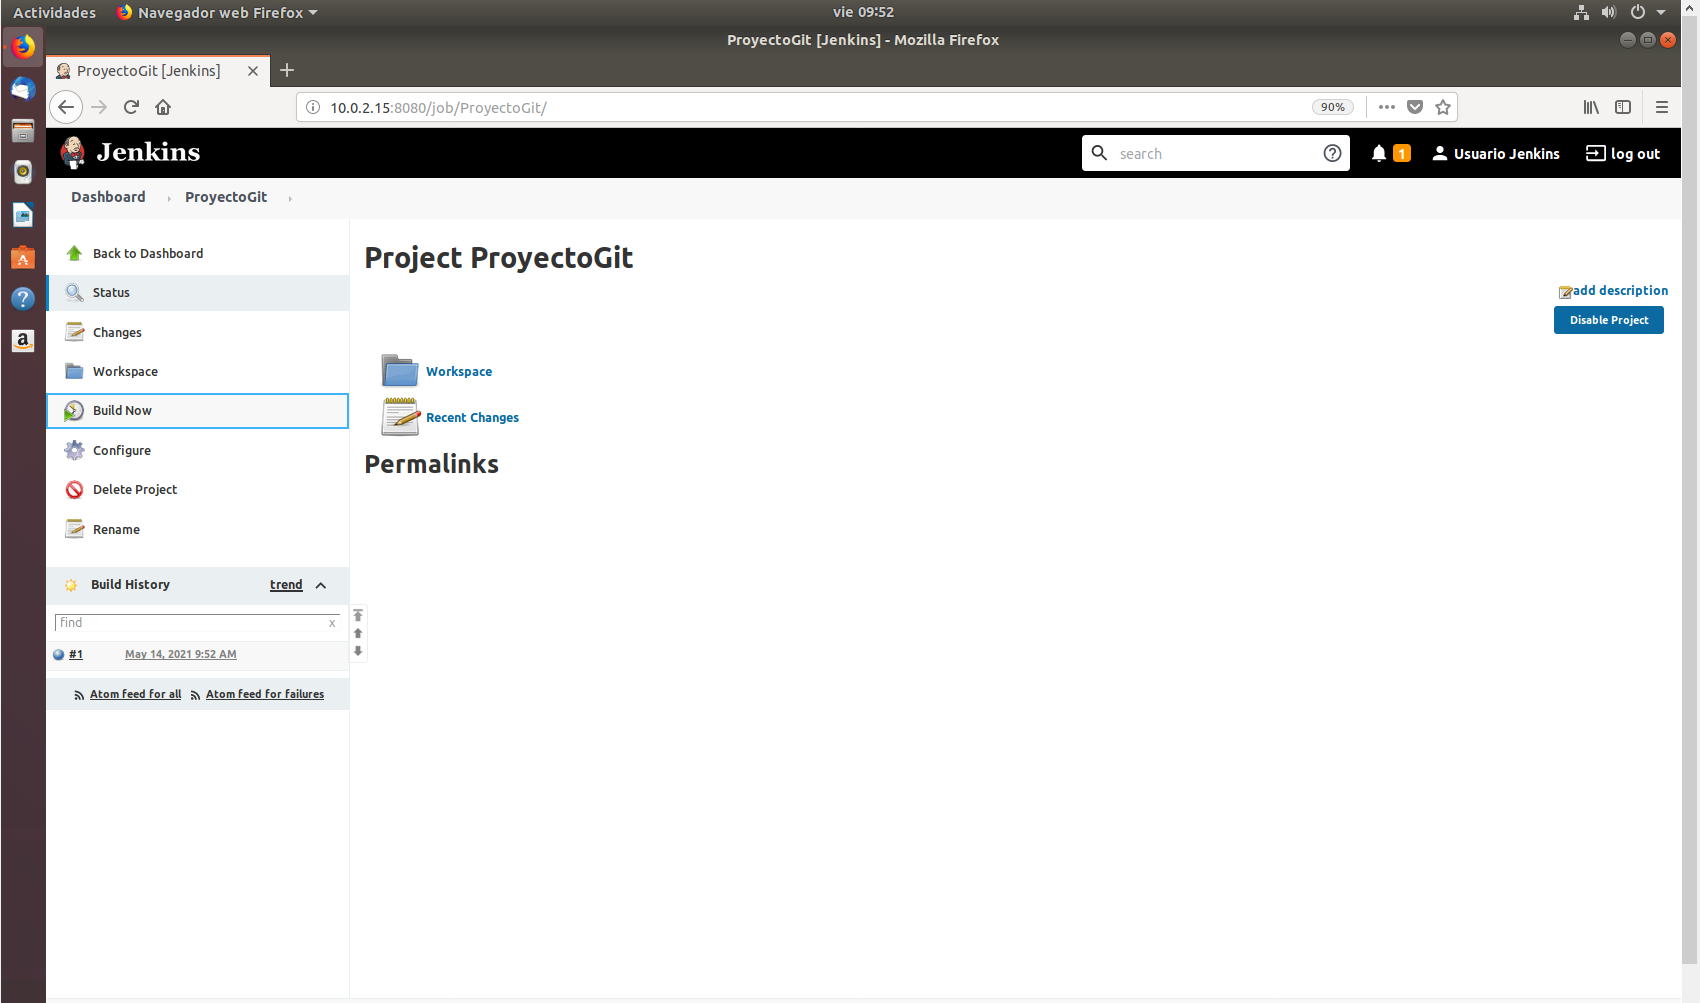 Actividades Navegador web Firefox vie 09:52
ProyectoGit [Jenkins] - Mozilla Firefox
ProyectoGit [Jenkins]
10.0.2.15:8080/job/ProyectoGit/ 90%
Jenkins search 1 Usuario Jenkins log out
Dashboard ProyectoGit
Back to Dashboard
Status
Changes
Workspace
Build Now
Configure
Delete Project
Rename
Build History trend
find x
#1 May 14, 2021 9:52 AM
Atom feed for all Atom feed for failures
Project ProyectoGit
add description
Disable Project
Workspace
Recent Changes
Permalinks